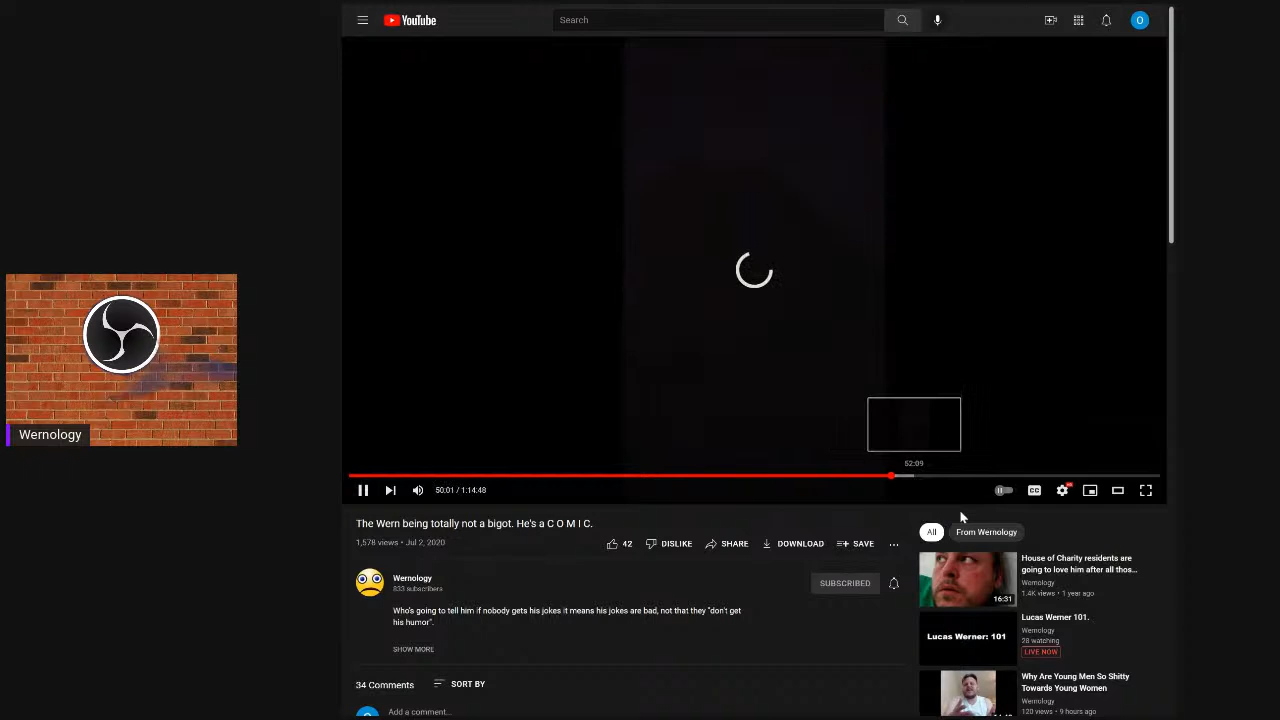 YouTube
Search
O
52:09
50:01 / 1:14:48
CC
The Wern being totally not a bigot. He's a C O M I C.
1,578 views • Jul 2, 2020
42
DISLIKE
SHARE
DOWNLOAD
SAVE
Wernology
833 subscribers
SUBSCRIBED
Who's going to tell him if nobody gets his jokes it means his jokes are bad, not that they "don't get
his humor".
SHOW MORE
34 Comments
SORT BY
Add a comment...
All
From Wernology
House of Charity residents are
going to love him after all thos...
Wernology
1.4K views • 1 year ago
16:31
Lucas Werner: 101
Lucas Werner 101.
Wernology
28 watching
LIVE NOW
Why Are Young Men So Shitty
Towards Young Women
Wernology
120 views • 9 hours ago
Wernology